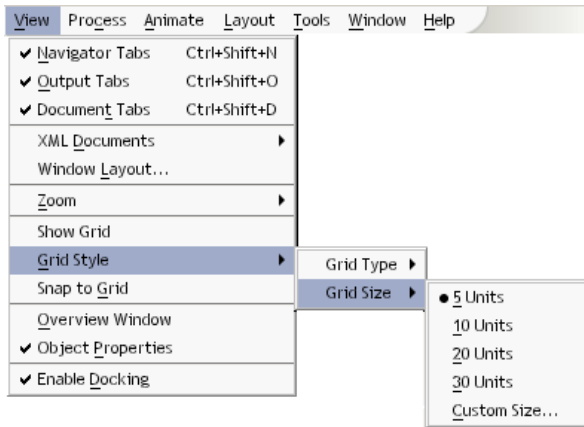 View Process Animate Layout Tools Window Help
Navigator Tabs Ctrl+Shift+N
Output Tabs Ctrl+Shift+O
Document Tabs Ctrl+Shift+D
XML Documents
Window Layout...
Zoom
Show Grid
Grid Style
Grid Type
Snap to Grid
Grid Size
5 Units
Overview Window
10 Units
Object Properties
20 Units
Enable Docking
30 Units
Custom Size...